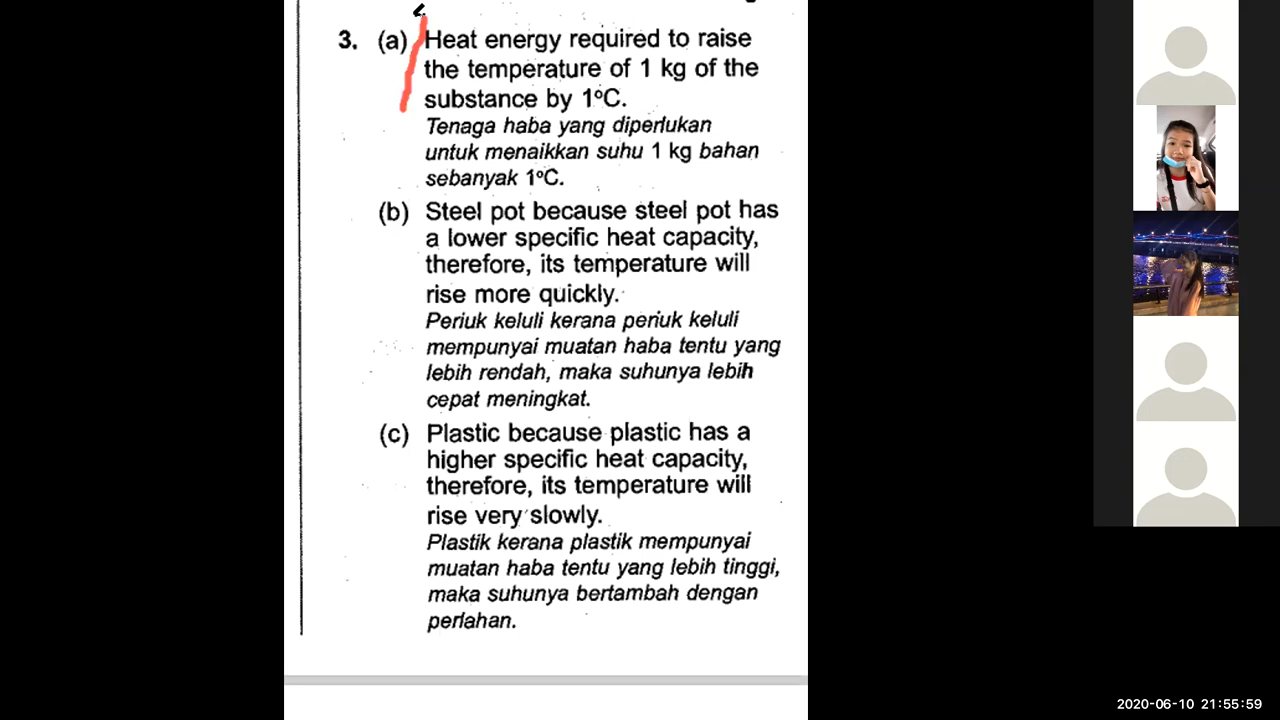 3. (a) Heat energy required to raise
the temperature of 1 kg of the
substance by 1°C.
Tenaga haba yang diperlukan
untuk menaikkan suhu 1 kg bahan
sebanyak 1°C.
(b) Steel pot because steel pot has
a lower specific heat capacity,
therefore, its temperature will
rise more quickly.
Periuk keluli kerana periuk keluli
mempunyai muatan haba tentu yang
lebih rendah, maka suhunya lebih
cepat meningkat.
(c) Plastic because plastic has a
higher specific heat capacity,
therefore, its temperature will
rise very slowly.
Plastik kerana plastik mempunyai
muatan haba tentu yang lebih tinggi,
maka suhunya bertambah dengan
perlahan.
2020-06-10 21:55:59